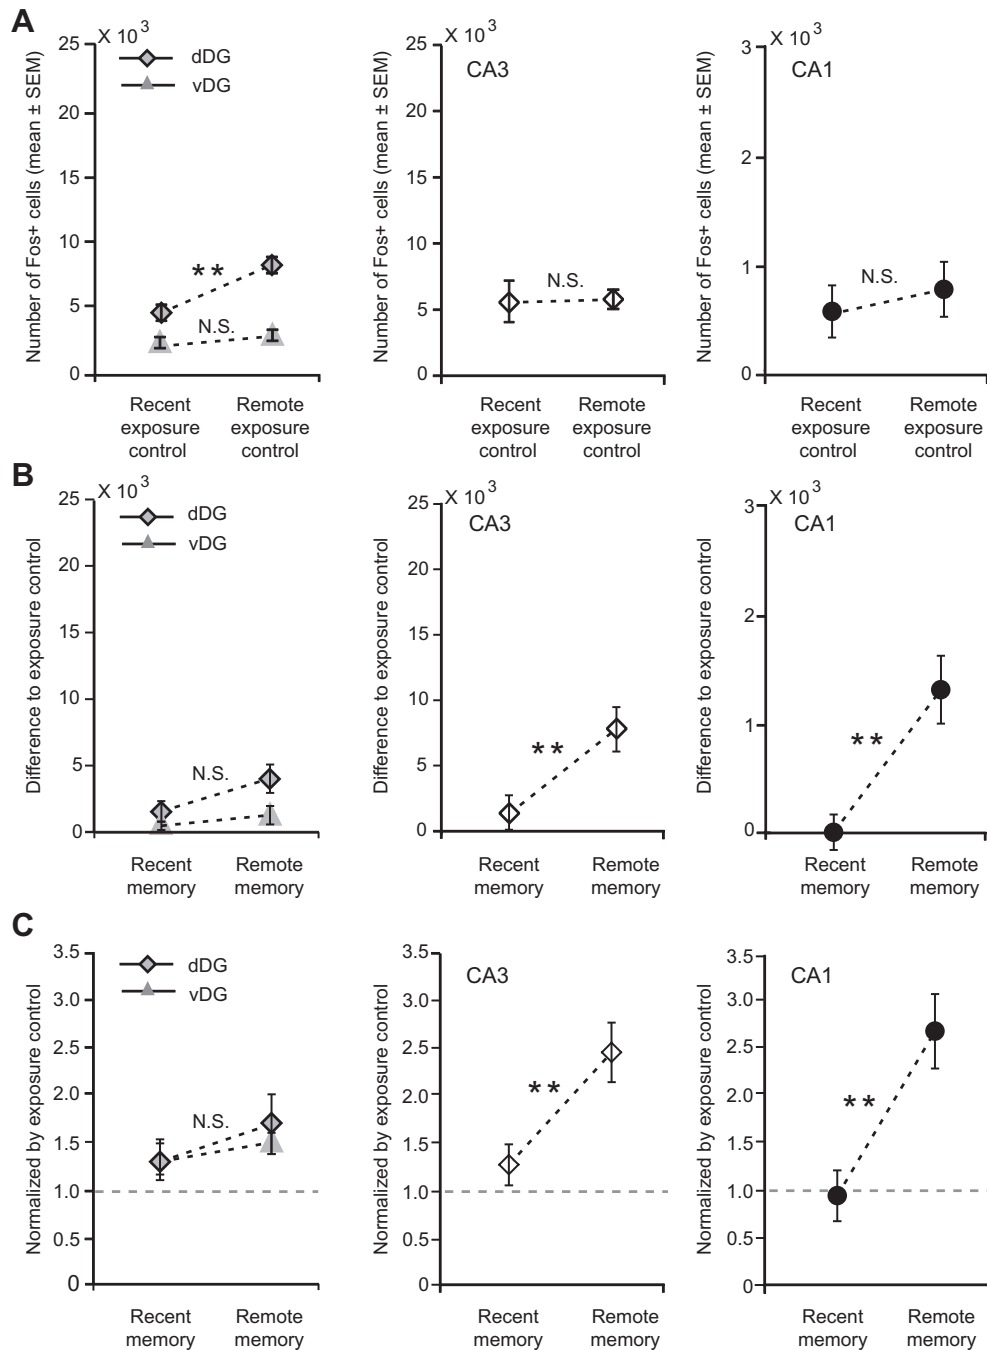 A
X 10 3
25
20
15
10
5
0
Number of Fos+ cells (mean ± SEM)
dDG
vDG
**
N.S.
Recent exposure control
Remote exposure control
X 10 3
25
20
15
10
5
0
Number of Fos+ cells (mean ± SEM)
CA3
N.S.
Recent exposure control
Remote exposure control
X 10 3
3
2
1
0
Number of Fos+ cells (mean ± SEM)
CA1
N.S.
Recent exposure control
Remote exposure control
B
X 10 3
25
20
15
10
5
0
Difference to exposure control
dDG
vDG
N.S.
Recent memory
Remote memory
X 10 3
25
20
15
10
5
0
Difference to exposure control
CA3
**
Recent memory
Remote memory
X 10 3
3
2
1
0
Difference to exposure control
CA1
**
Recent memory
Remote memory
C
3.5
3.0
2.5
2.0
1.5
1.0
0.5
0
Normalized by exposure control
dDG
vDG
N.S.
Recent memory
Remote memory
3.5
3.0
2.5
2.0
1.5
1.0
0.5
0
Normalized by exposure control
CA3
**
Recent memory
Remote memory
3.5
3.0
2.5
2.0
1.5
1.0
0.5
0
Normalized by exposure control
CA1
**
Recent memory
Remote memory